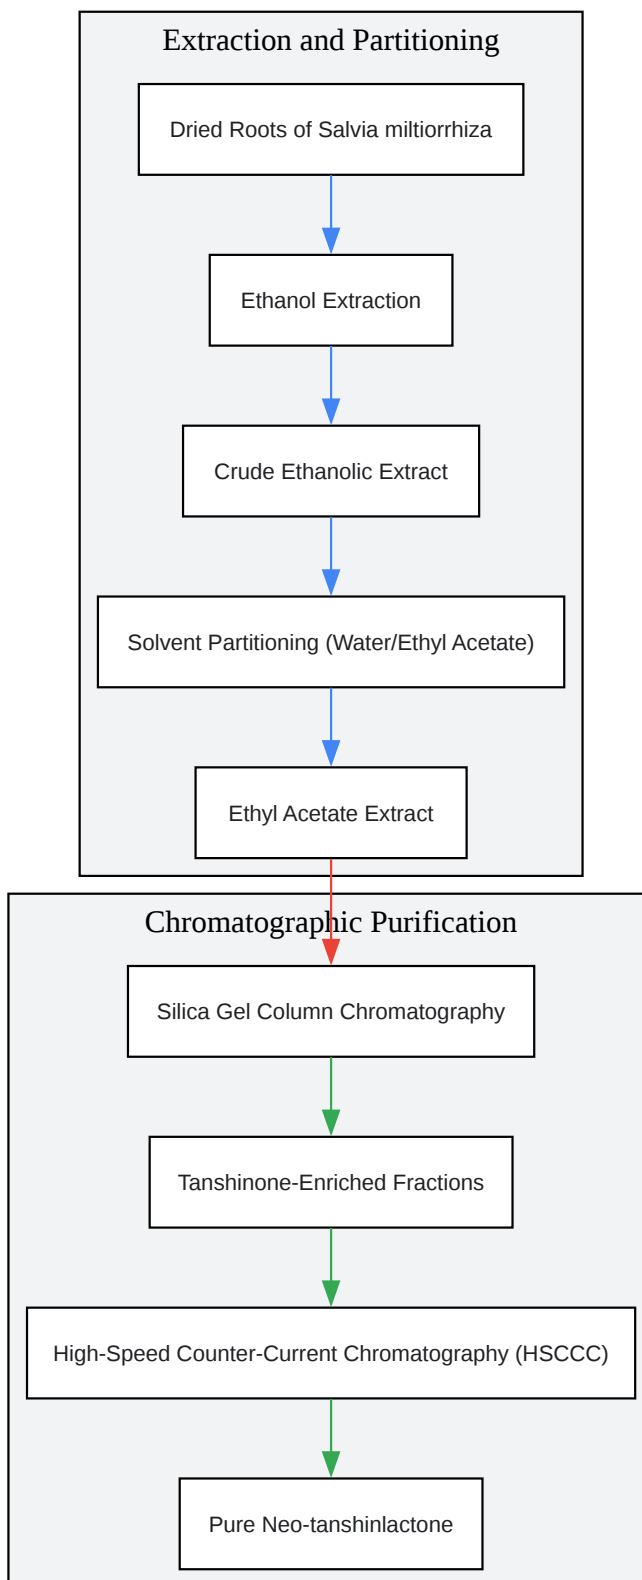 Extraction and Partitioning
Dried Roots of Salvia miltiorrhiza
Ethanol Extraction
Crude Ethanolic Extract
Solvent Partitioning (Water/Ethyl Acetate)
Ethyl Acetate Extract
Chromatographic Purification
Silica Gel Column Chromatography
Tanshinone-Enriched Fractions
High-Speed Counter-Current Chromatography (HSCCC)
Pure Neo-tanshinlactone